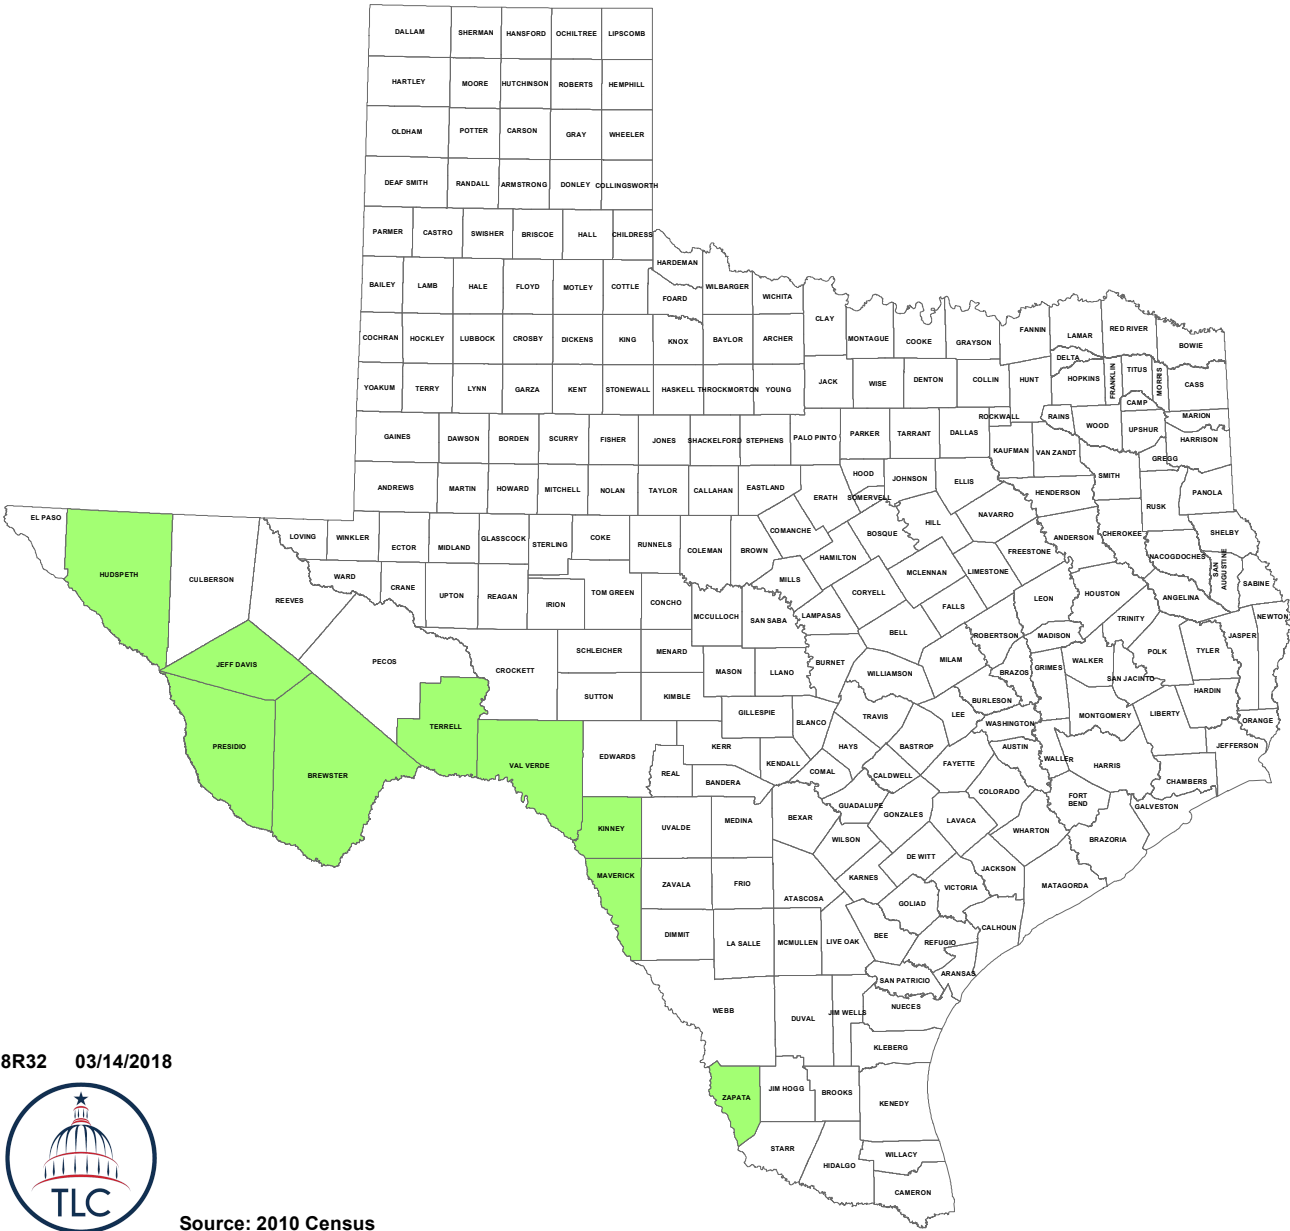 DALLAM SHERMAN HANSFORD OCHILTREE LIPSCOMB
HARTLEY MOORE HUTCHINSON ROBERTS HEMPHILL
OLDHAM POTTER CARSON GRAY WHEELER
DEAF SMITH RANDALL ARMSTRONG DONLEY COLLINGSWORTH
PARMER CASTRO SWISHER BRISCOE HALL CHILDRESS
HARDEMAN
BAILEY LAMB HALE FLOYD MOTLEY COTTLE FOARD WILBARGER WICHITA
CLAY
COCHRAN HOCKLEY LUBBOCK CROSBY DICKENS KING KNOX BAYLOR ARCHER MONTAGUE COOKE GRAYSON FANNIN LAMAR RED RIVER BOWIE
DELTA
YOAKUM TERRY LYNN GARZA KENT STONEWALL HASKELL THROCKMORTON YOUNG JACK WISE DENTON COLLIN HUNT HOPKINS FRANKLIN TITUS MORRIS CASS
CAMP
ROCKWALL RAINS WOOD UPSHUR MARION
GAINES DAWSON BORDEN SCURRY FISHER JONES SHACKELFORD STEPHENS PALO PINTO PARKER TARRANT DALLAS KAUFMAN VAN ZANDT HARRISON
GREGG
ANDREWS MARTIN HOWARD MITCHELL NOLAN TAYLOR CALLAHAN EASTLAND ERATH HOOD SOMERVELL JOHNSON ELLIS HENDERSON SMITH RUSK PANOLA
EL PASO HUDSPETH CULBERSON REEVES LOVING WINKLER ECTOR MIDLAND GLASSCOCK STERLING COKE RUNNELS COLEMAN BROWN COMANCHE HAMILTON BOSQUE HILL NAVARRO FREESTONE ANDERSON CHEROKEE NACOGDOCHES SHELBY
SAN
AUGUSTINE
SABINE
WARD CRANE UPTON REAGAN IRION TOM GREEN CONCHO MCCULLOCH SAN SABA MILLS LAMPASAS CORYELL MCLENNAN LIMESTONE FALLS LEON HOUSTON ANGELINA TRINITY NEWTON
JEFF DAVIS PECOS CROCKETT SCHLEICHER MENARD MASON LLANO BURNET BELL WILLIAMSON MILAM ROBERTSON BRAZOS MADISON GRIMES WALKER SAN JACINTO POLK TYLER JASPER
PRESIDIO BREWSTER TERRELL VAL VERDE SUTTON KIMBLE GILLESPIE BLANCO TRAVIS BASTROP LEE BURLESON WASHINGTON MONTGOMERY LIBERTY HARDIN ORANGE
EDWARDS REAL KERR BANDERA KENDALL COMAL HAYS CALDWELL FAYETTE AUSTIN WALLER HARRIS CHAMBERS JEFFERSON
KINNEY UVALDE MEDINA BEXAR GUADALUPE WILSON GONZALES LAVACA COLORADO WHARTON FORT
BEND
BRAZORIA GALVESTON
MAVERICK ZAVALA FRIO ATASCOSA KARNES DE WITT VICTORIA JACKSON MATAGORDA
DIMMIT LA SALLE MCMULLEN LIVE OAK BEE GOLIAD REFUGIO CALHOUN
ARANSAS
WEBB DUVAL JIM WELLS SAN PATRICIO NUECES
KLEBERG
8R32 03/14/2018
ZAPATA JIM HOGG BROOKS KENEDY
STARR HIDALGO WILLACY
CAMERON
TLC
Source: 2010 Census